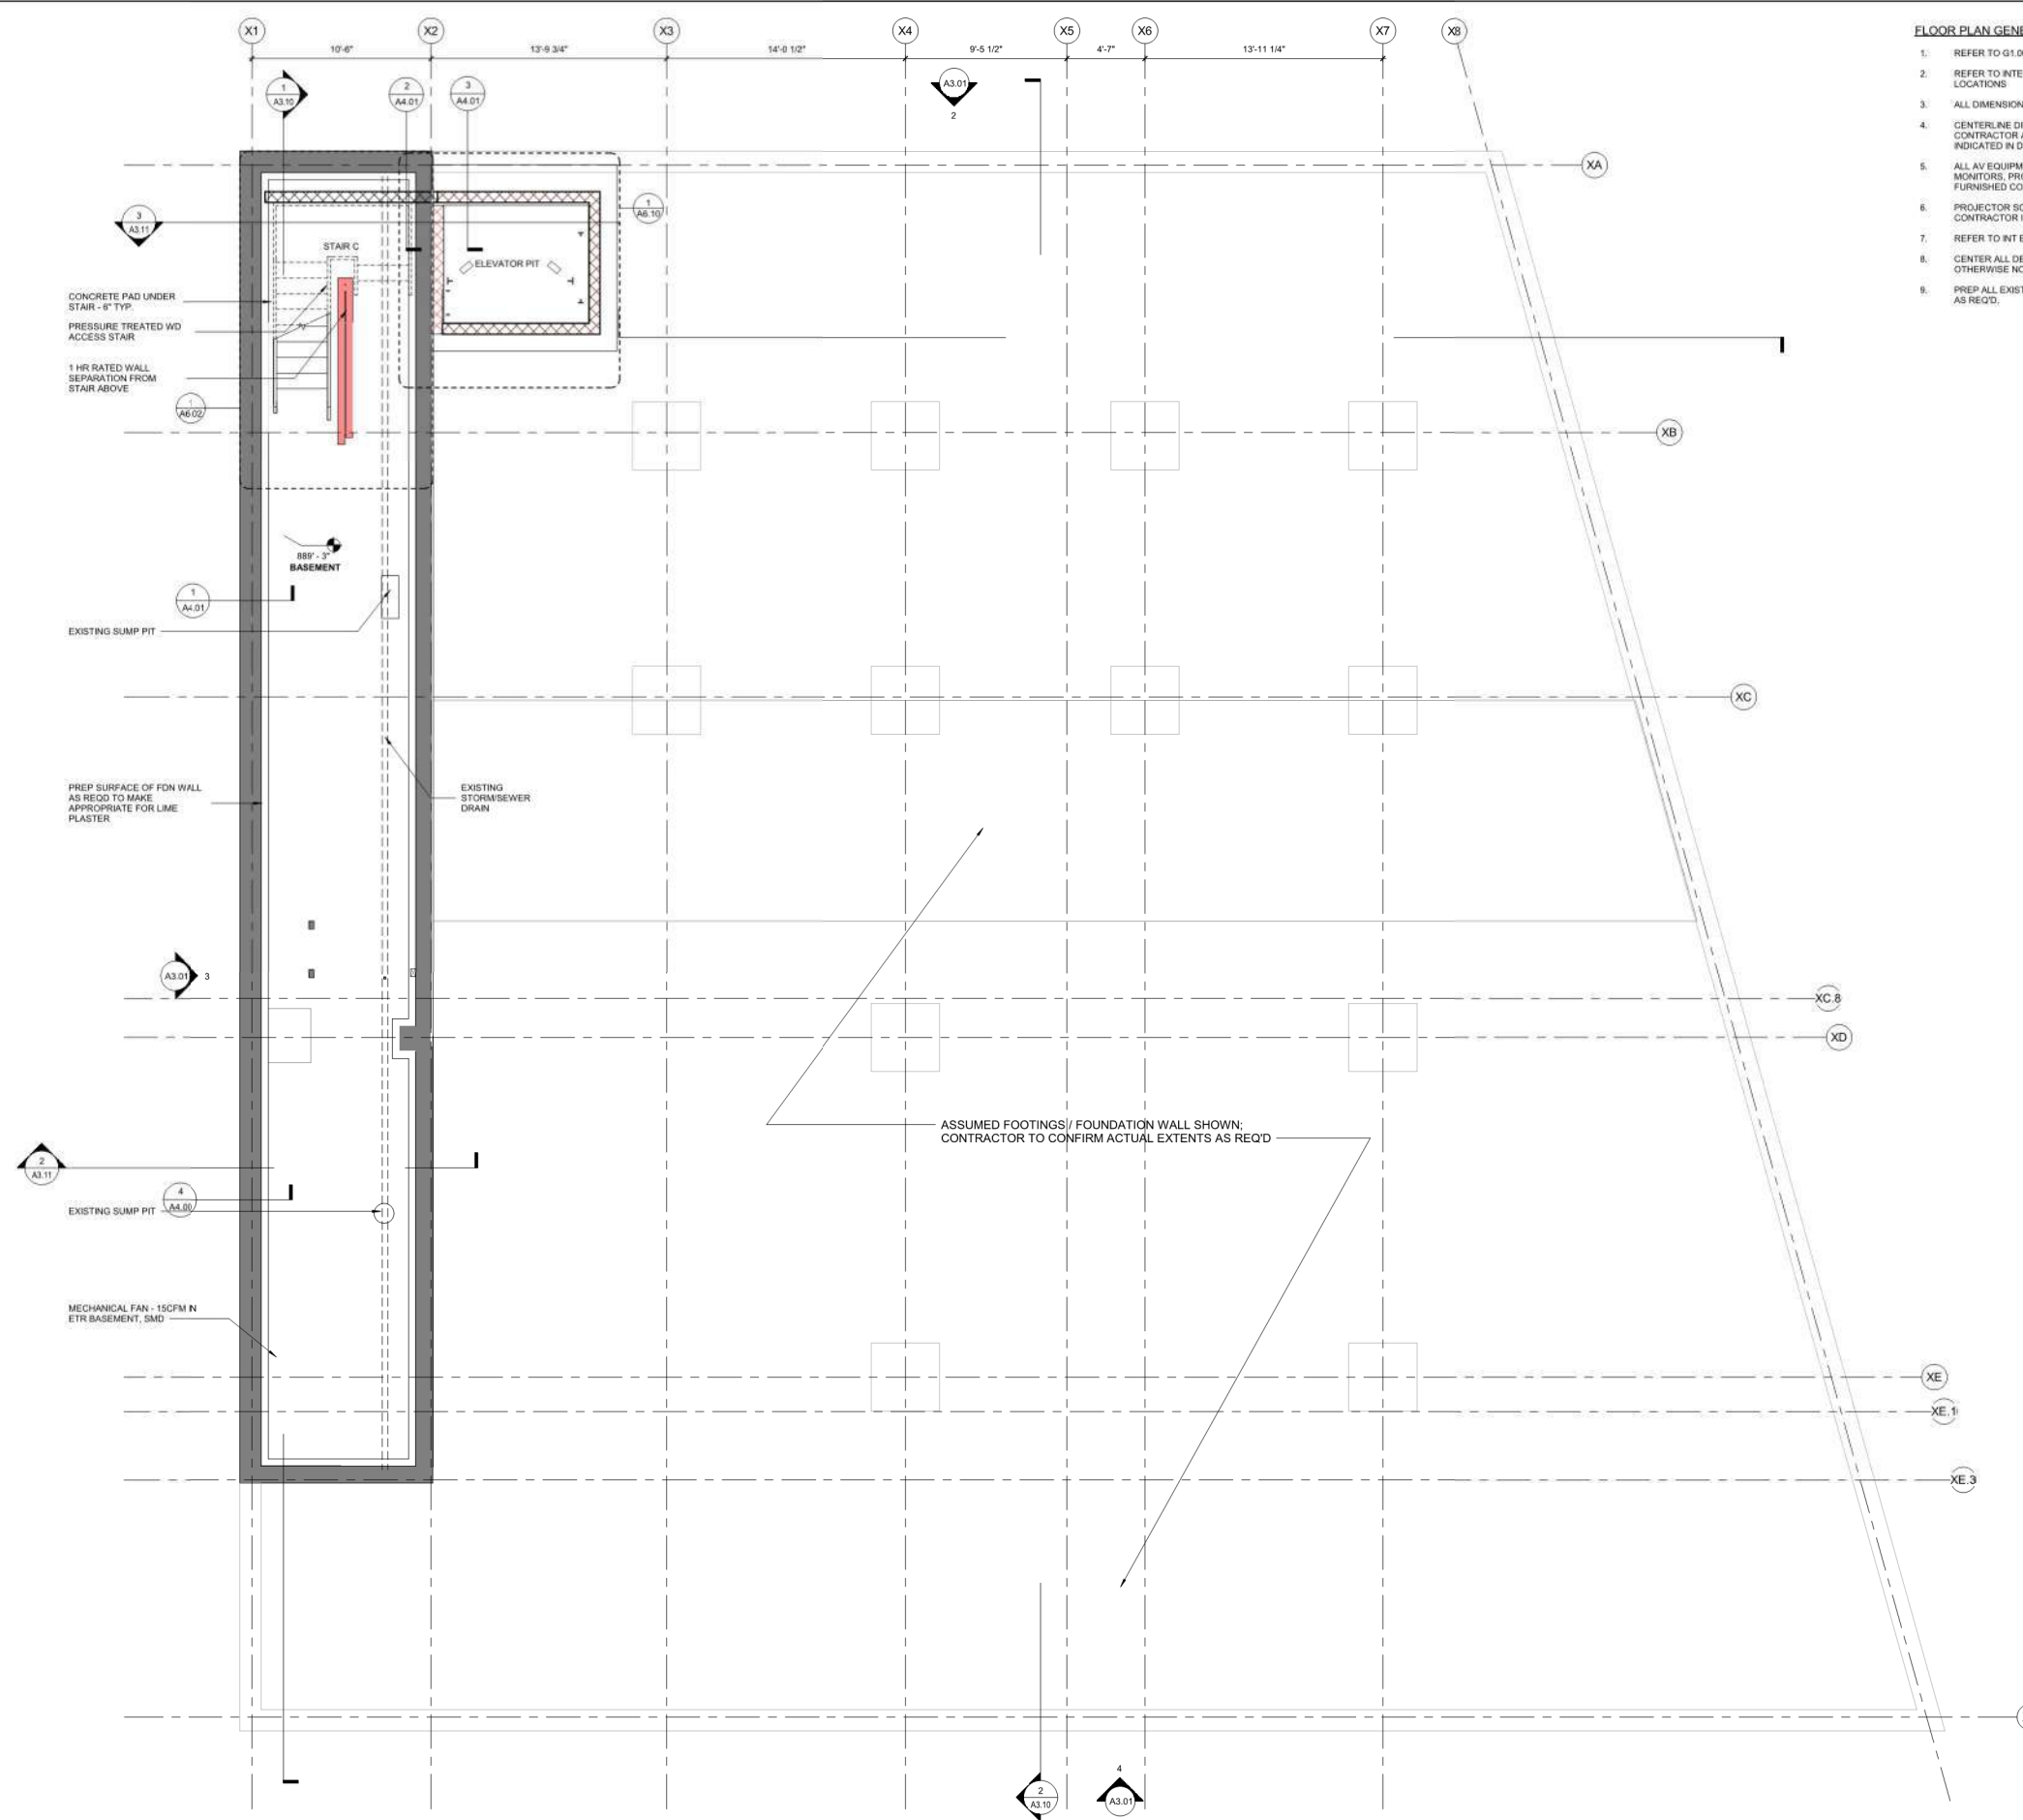 X1
X2
X3
X4
X5
X6
X7
X8
10'-6"
13'-9 3/4"
14'-0 1/2"
9'-5 1/2"
4'-7"
13'-11 1/4"
FLOOR PLAN GENE
1. REFER TO G1.0
2. REFER TO INTE
LOCATIONS
3. ALL DIMENSION
4. CENTERLINE DI
CONTRACTOR A
INDICATED IN D
5. ALL AV EQUIPM
MONITORS, PRO
FURNISHED CO
6. PROJECTOR SC
CONTRACTOR I
7. REFER TO INT E
8. CENTER ALL DE
OTHERWISE NO
9. PREP ALL EXIST
AS REQ'D.
1
A3.10
2
A4.01
3
A4.01
A3.01
2
XA
3
A3.11
1
A6.10
STAIR C
ELEVATOR PIT
CONCRETE PAD UNDER
STAIR - 6" TYP.
PRESSURE TREATED WD
ACCESS STAIR
1 HR RATED WALL
SEPARATION FROM
STAIR ABOVE
1
A6.02
XB
889' - 3"
BASEMENT
1
A4.01
EXISTING SUMP PIT
XC
PREP SURFACE OF FDN WALL
AS REQD TO MAKE
APPROPRIATE FOR LIME
PLASTER
EXISTING
STORM/SEWER
DRAIN
A3.01
3
XC.8
XD
ASSUMED FOOTINGS / FOUNDATION WALL SHOWN;
CONTRACTOR TO CONFIRM ACTUAL EXTENTS AS REQ'D
2
A3.11
4
A4.00
EXISTING SUMP PIT
MECHANICAL FAN - 15CFM IN
ETR BASEMENT, SMD
XE
XE.1
XE.3
2
A3.10
4
A3.01